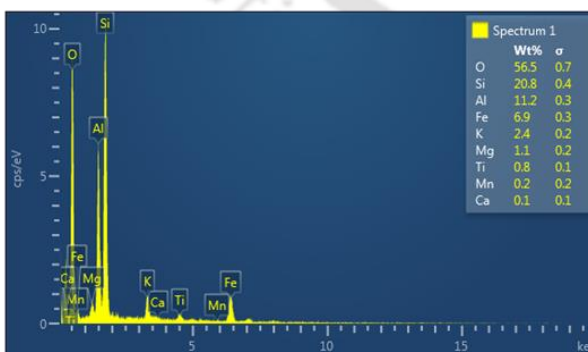 10
cps/eV
5
0
5
10
15
O
Si
Al
Fe
Ca
Mg
Mn
Ti
K
Ca
Ti
Mn
Fe
Spectrum 1
Wt% σ
O 56.5 0.7
Si 20.8 0.4
Al 11.2 0.3
Fe 6.9 0.3
K 2.4 0.2
Mg 1.1 0.2
Ti 0.8 0.1
Mn 0.2 0.2
Ca 0.1 0.1